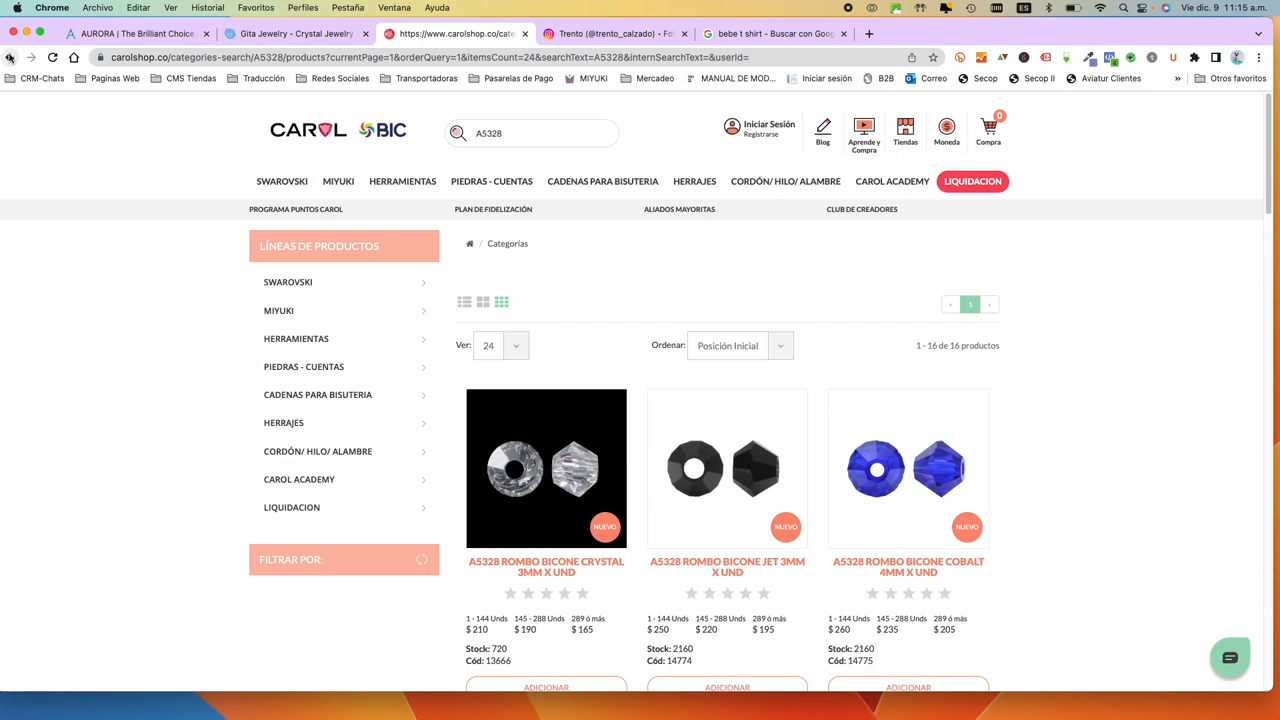 Chrome Archivo Editar Ver Historial Favoritos Perfiles Pestaña Ventana Ayuda Vie dic. 9 11:15 a.m.
AURORA | The Brilliant Choice × Gita Jewelry - Crystal Jewelry × https://www.carolshop.co/cate × Trento (@trento_calzado) • Fot × bebe t shirt - Buscar con Goog × +
carolshop.co/categories-search/A5328/products?currentPage=1&orderQuery=1&itemsCount=24&searchText=A5328&internSearchText=&userId=
CRM-Chats Paginas Web CMS Tiendas Traducción Redes Sociales Transportadoras Pasarelas de Pago MIYUKI Mercadeo MANUAL DE MOD... Iniciar sesión B2B Correo Secop Secop II Aviatur Clientes » Otros favoritos
CAROL BIC
A5328
Iniciar Sesión
Registrarse
Blog
Aprende y
Compra
Tiendas
Moneda
0
Compra
SWAROVSKI MIYUKI HERRAMIENTAS PIEDRAS - CUENTAS CADENAS PARA BISUTERIA HERRAJES CORDÓN/ HILO/ ALAMBRE CAROL ACADEMY LIQUIDACION
PROGRAMA PUNTOS CAROL PLAN DE FIDELIZACIÓN ALIADOS MAYORITAS CLUB DE CREADORES
LÍNEAS DE PRODUCTOS
SWAROVSKI
MIYUKI
HERRAMIENTAS
PIEDRAS - CUENTAS
CADENAS PARA BISUTERIA
HERRAJES
CORDÓN/ HILO/ ALAMBRE
CAROL ACADEMY
LIQUIDACION
FILTRAR POR:
/ Categorías
‹ 1 ›
Ver: 24 Ordenar: Posición Inicial 1 - 16 de 16 productos
NUEVO NUEVO NUEVO
A5328 ROMBO BICONE CRYSTAL
3MM X UND
1 - 144 Unds 145 - 288 Unds 289 ó más
$ 210 $ 190 $ 165
Stock: 720
Cód: 13666
ADICIONAR
A5328 ROMBO BICONE JET 3MM
X UND
1 - 144 Unds 145 - 288 Unds 289 ó más
$ 250 $ 220 $ 195
Stock: 2160
Cód: 14774
ADICIONAR
A5328 ROMBO BICONE COBALT
4MM X UND
1 - 144 Unds 145 - 288 Unds 289 ó más
$ 260 $ 235 $ 205
Stock: 2160
Cód: 14775
ADICIONAR